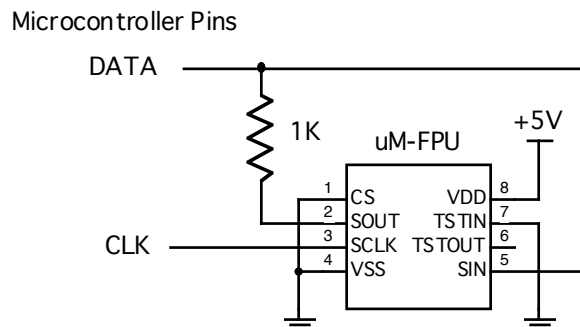 Microcontroller Pins
DATA
1K
uM-FPU
+5V
1 CS VDD 8
2 SOUT TSTIN 7
CLK 3 SCLK TSTOUT 6
4 VSS SIN 5